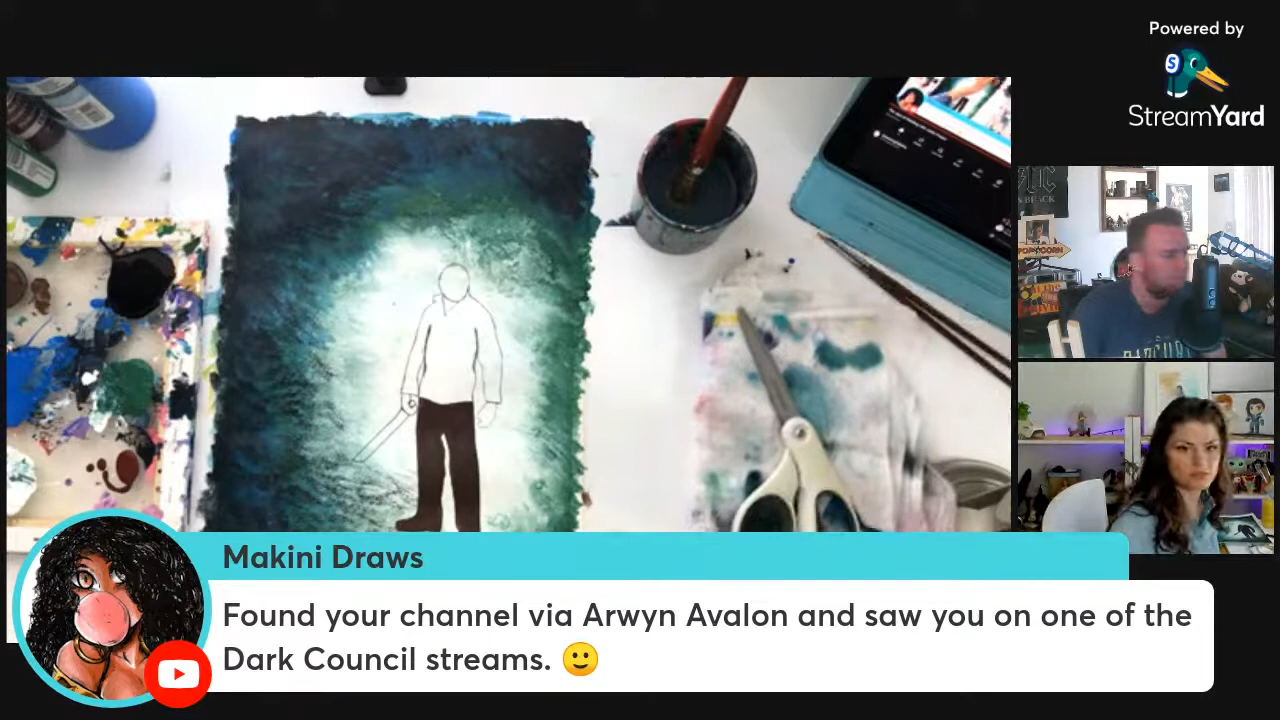 Powered by
StreamYard
POPCORN
Makini Draws
Found your channel via Arwyn Avalon and saw you on one of the
Dark Council streams. 🙂